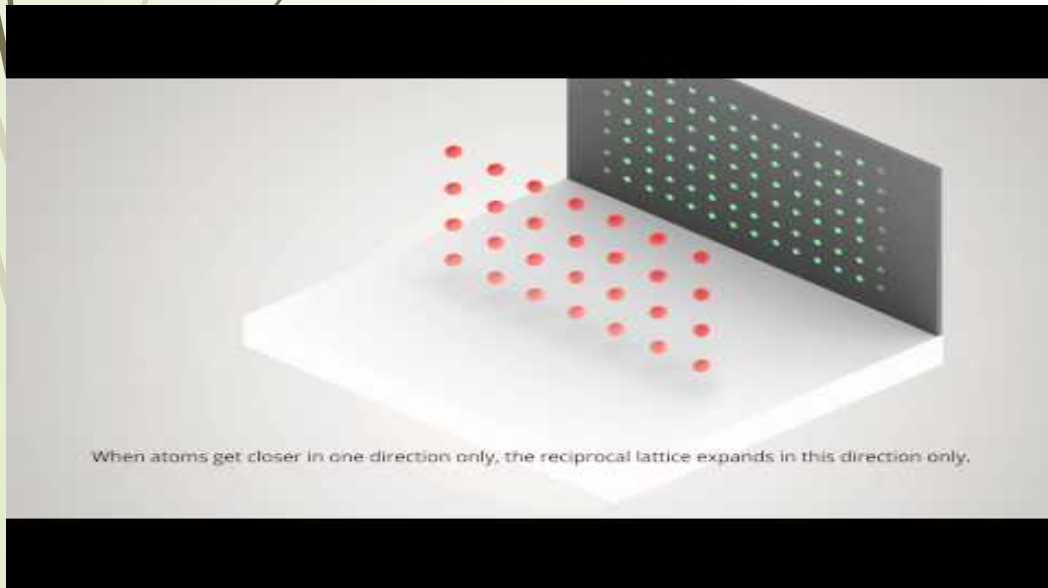 When atoms get closer in one direction only, the reciprocal lattice expands in this direction only.